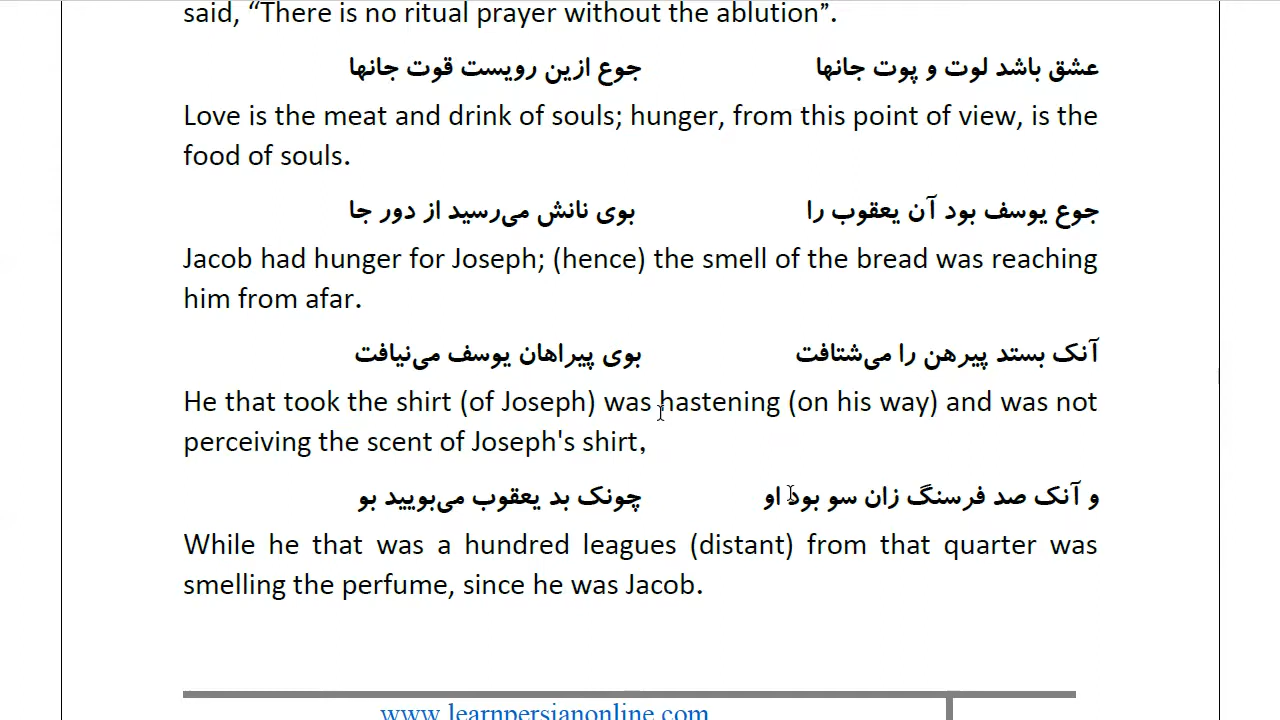 said, “There is no ritual prayer without the ablution”.
عشق باشد لوت و پوت جانها جوع ازین رویست قوت جانها
Love is the meat and drink of souls; hunger, from this point of view, is the
food of souls.
جوع یوسف بود آن یعقوب را بوی نانش می‌رسید از دور جا
Jacob had hunger for Joseph; (hence) the smell of the bread was reaching
him from afar.
آنک بستد پیرهن را می‌شتافت بوی پیراهان یوسف می‌نیافت
He that took the shirt (of Joseph) was hastening (on his way) and was not
perceiving the scent of Joseph's shirt,
و آنک صد فرسنگ زان سو بود او چونک بد یعقوب می‌بویید بو
While he that was a hundred leagues (distant) from that quarter was
smelling the perfume, since he was Jacob.
www.learnpersianonline.com